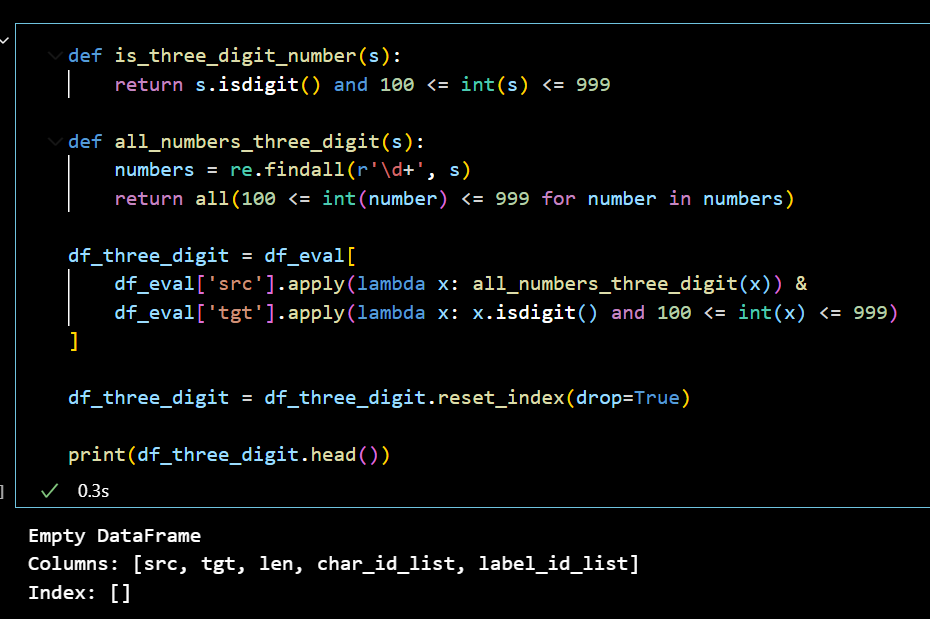 def is_three_digit_number(s):
    return s.isdigit() and 100 <= int(s) <= 999
def all_numbers_three_digit(s):
    numbers = re.findall(r'\d+', s)
    return all(100 <= int(number) <= 999 for number in numbers)
df_three_digit = df_eval[
    df_eval['src'].apply(lambda x: all_numbers_three_digit(x)) &
    df_eval['tgt'].apply(lambda x: x.isdigit() and 100 <= int(x) <= 999)
]
df_three_digit = df_three_digit.reset_index(drop=True)
print(df_three_digit.head())
] ✓ 0.3s
Empty DataFrame
Columns: [src, tgt, len, char_id_list, label_id_list]
Index: []